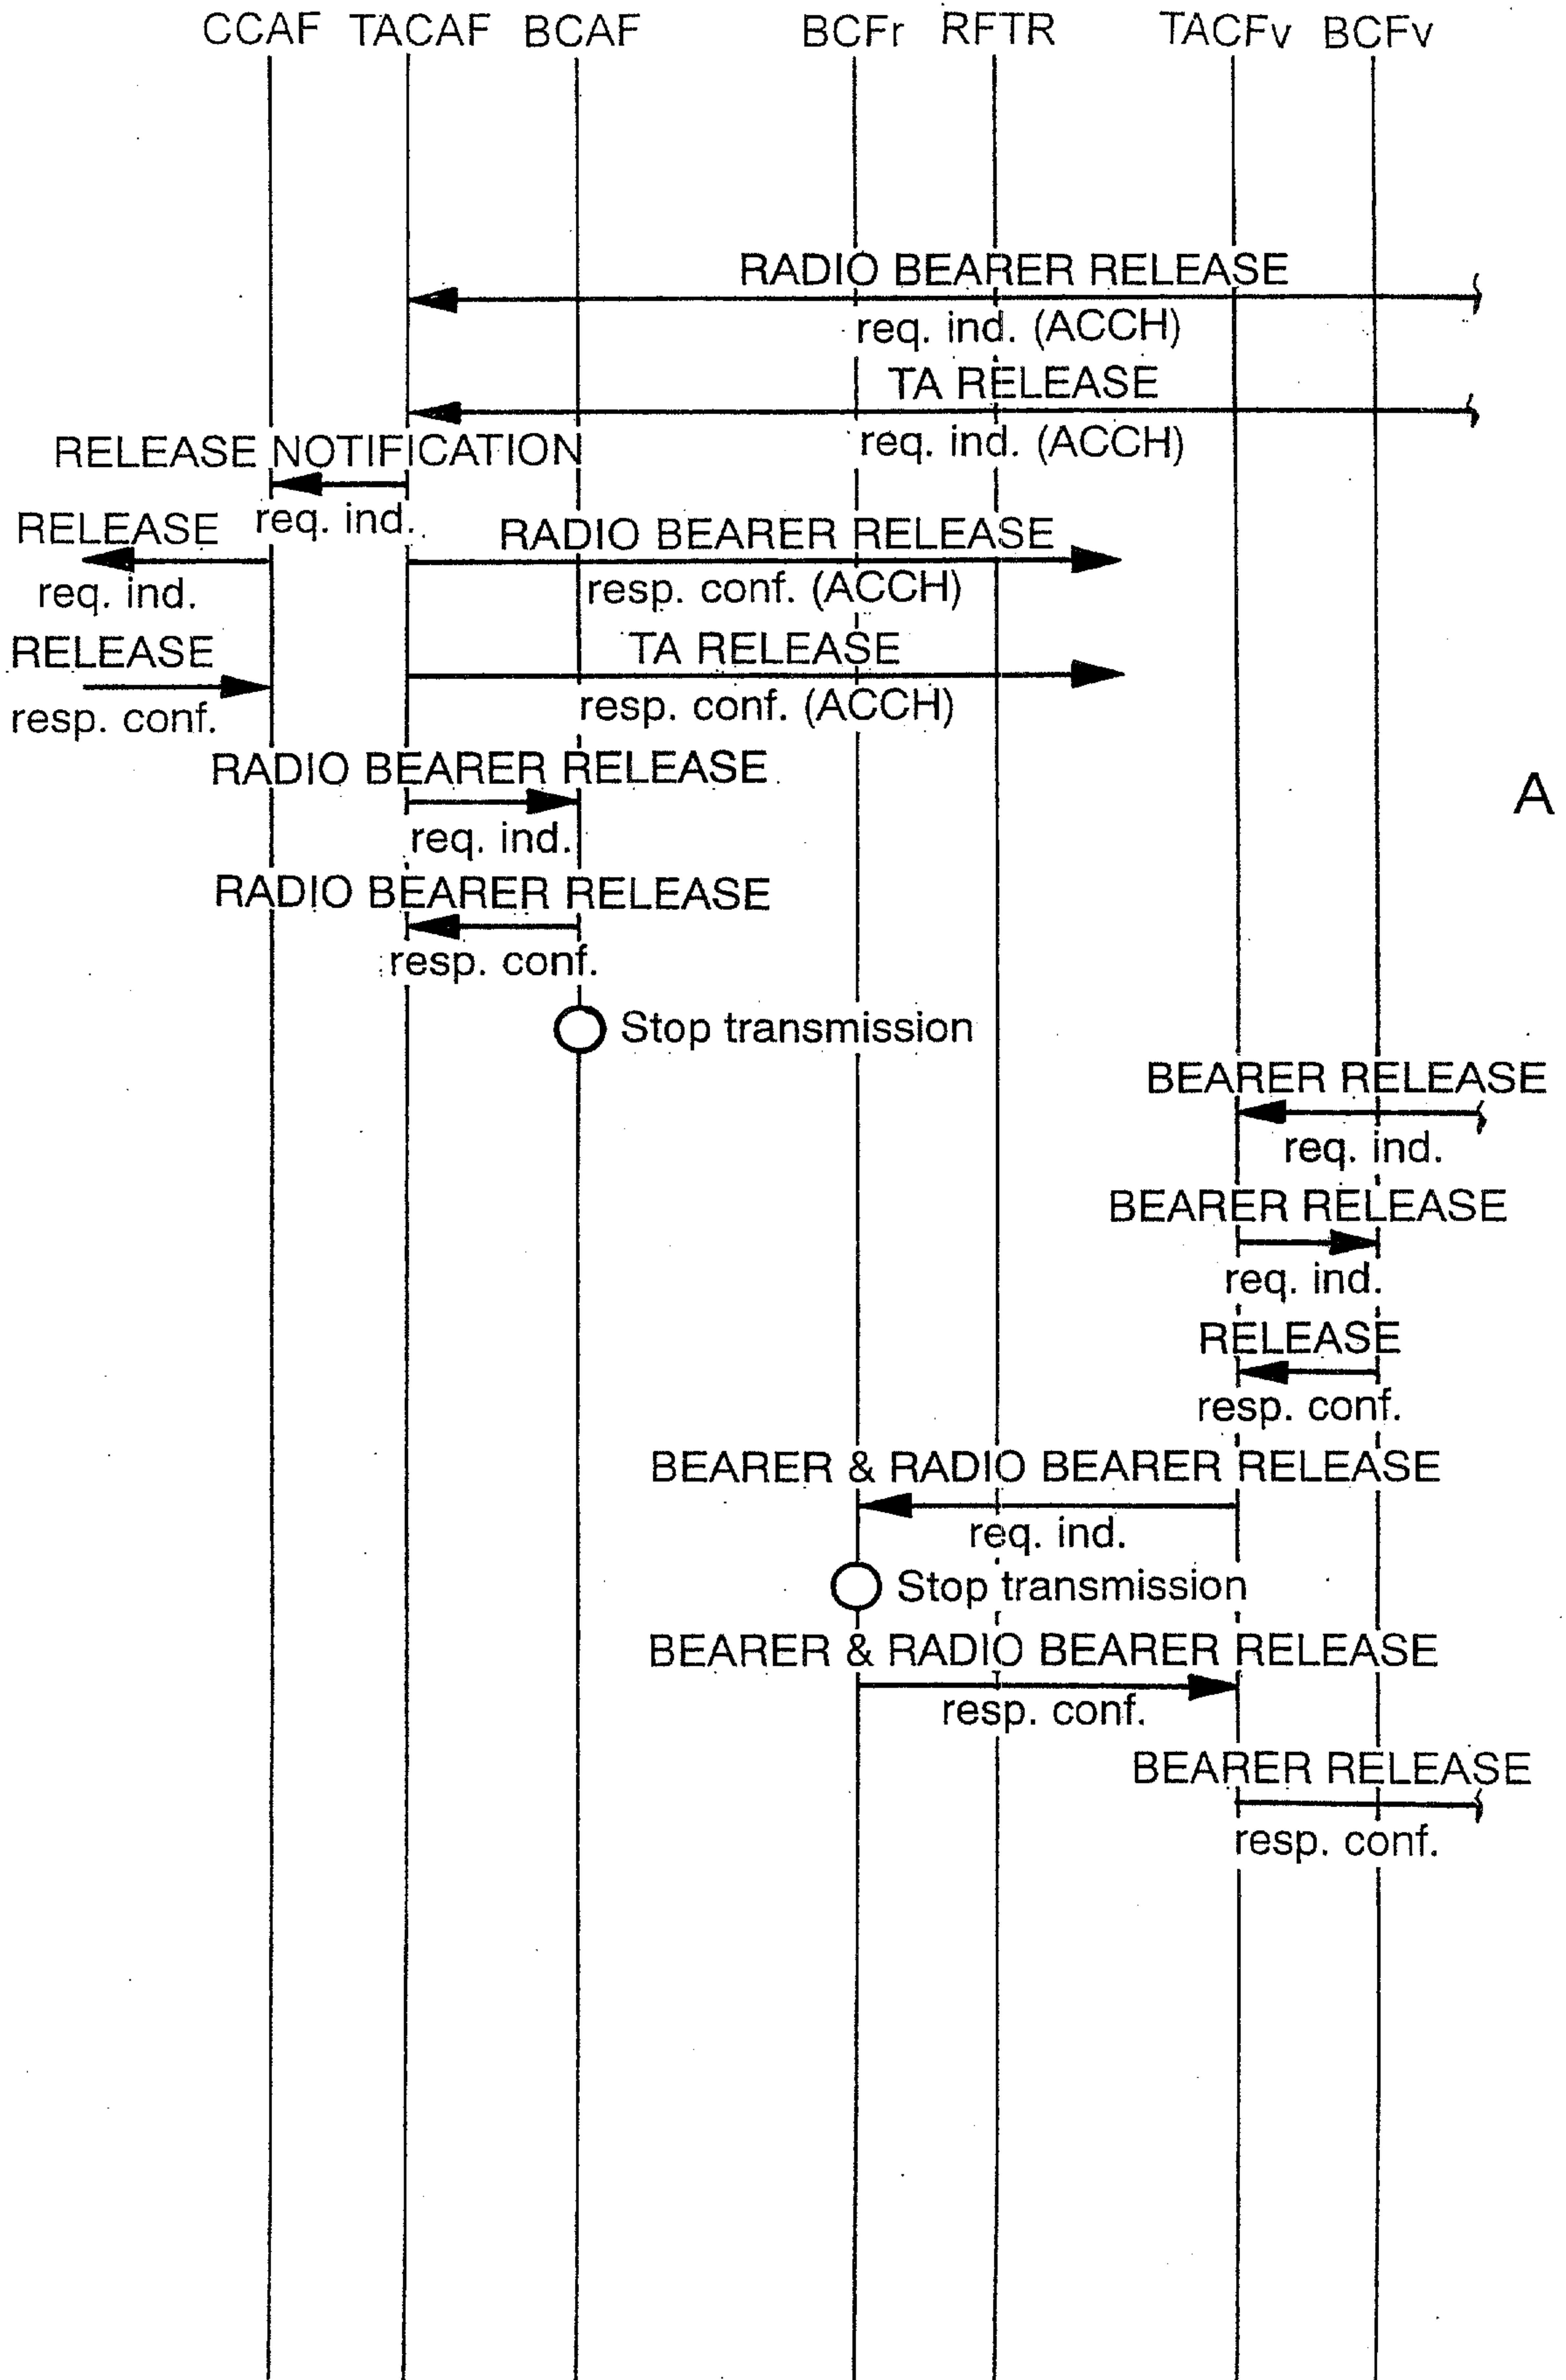 CCAF TACAF BCAF BCFr RFTR TACFv BCFv
RADIO BEARER RELEASE
req. ind. (ACCH)
TA RELEASE
req. ind. (ACCH)
RELEASE NOTIFICATION
req. ind.
RELEASE
req. ind.
RADIO BEARER RELEASE
resp. conf. (ACCH)
RELEASE
resp. conf.
TA RELEASE
resp. conf. (ACCH)
RADIO BEARER RELEASE
req. ind.
A
RADIO BEARER RELEASE
resp. conf.
Stop transmission
BEARER RELEASE
req. ind.
BEARER RELEASE
req. ind.
RELEASE
resp. conf.
BEARER & RADIO BEARER RELEASE
req. ind.
Stop transmission
BEARER & RADIO BEARER RELEASE
resp. conf.
BEARER RELEASE
resp. conf.